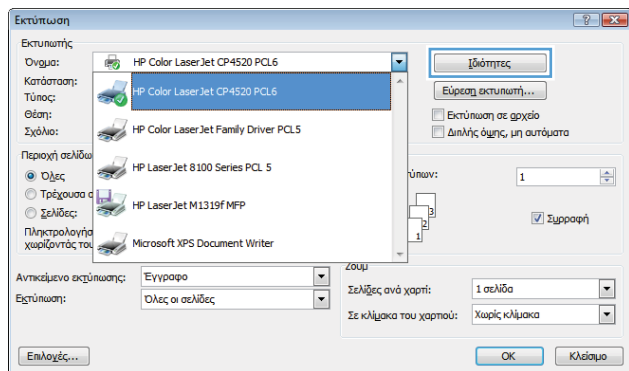 Εκτύπωση
Εκτυπωτής
Όνομα: HP Color LaserJet CP4520 PCL6
Ιδιότητες
Κατάσταση:
Τύπος:
Θέση:
Σχόλιο:
HP Color LaserJet CP4520 PCL6
HP Color LaserJet Family Driver PCL5
HP LaserJet 8100 Series PCL 5
HP LaserJet M1319f MFP
Microsoft XPS Document Writer
Εύρεση εκτυπωτή...
Εκτύπωση σε αρχείο
Διπλής όψης, μη αυτόματα
Περιοχή σελίδω
Όλες
Τρέχουσα σ
Σελίδες:
Πληκτρολογήσ
χωρίζοντάς του
ύπων: 1
3
2
1
Συρραφή
Αντικείμενο εκτύπωσης: Έγγραφο
Εκτύπωση: Όλες οι σελίδες
Ζουμ
Σελίδες ανά χαρτί: 1 σελίδα
Σε κλίμακα του χαρτιού: Χωρίς κλίμακα
Επιλογές...
OK
Κλείσιμο